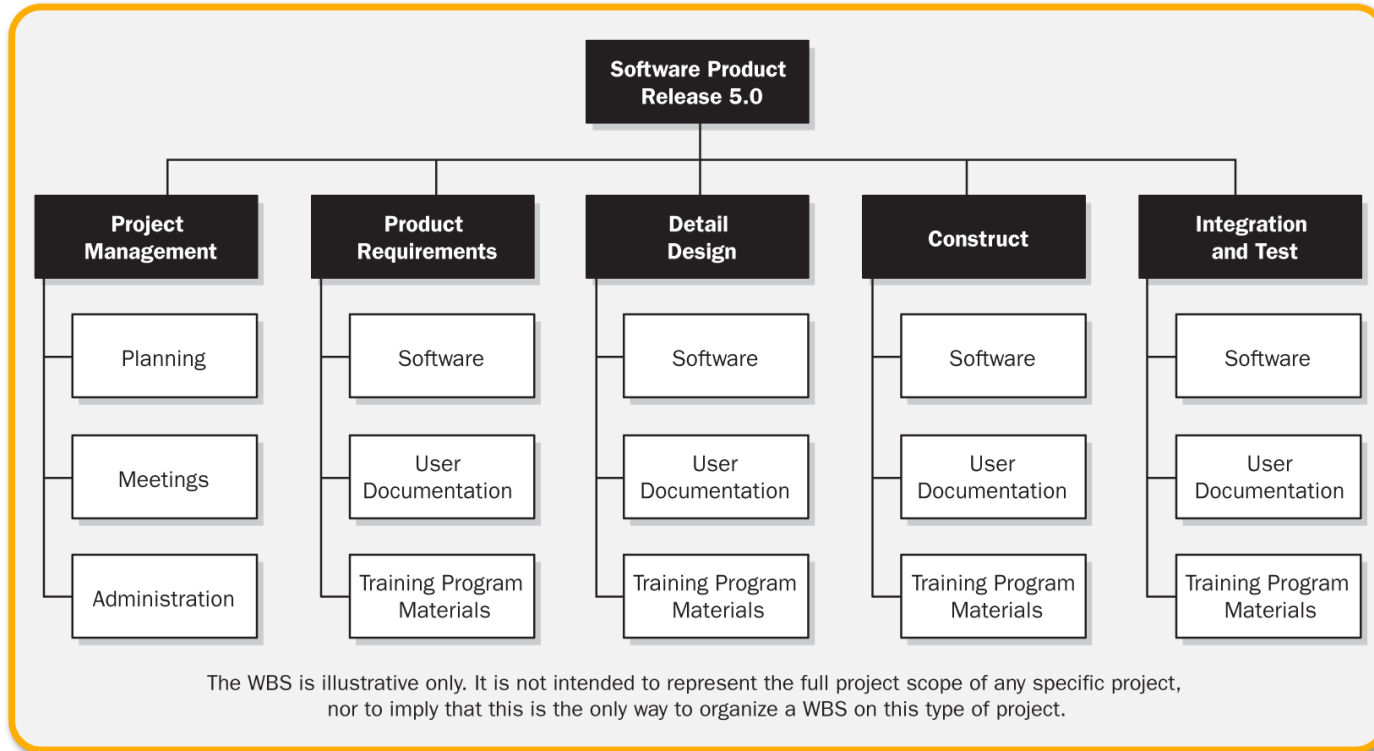 Software Product
Release 5.0
Project
Management
Product
Requirements
Detail
Design
Construct
Integration
and Test
Planning
Software
Software
Software
Software
Meetings
User
Documentation
User
Documentation
User
Documentation
User
Documentation
Administration
Training Program
Materials
Training Program
Materials
Training Program
Materials
Training Program
Materials
The WBS is illustrative only. It is not intended to represent the full project scope of any specific project,
nor to imply that this is the only way to organize a WBS on this type of project.